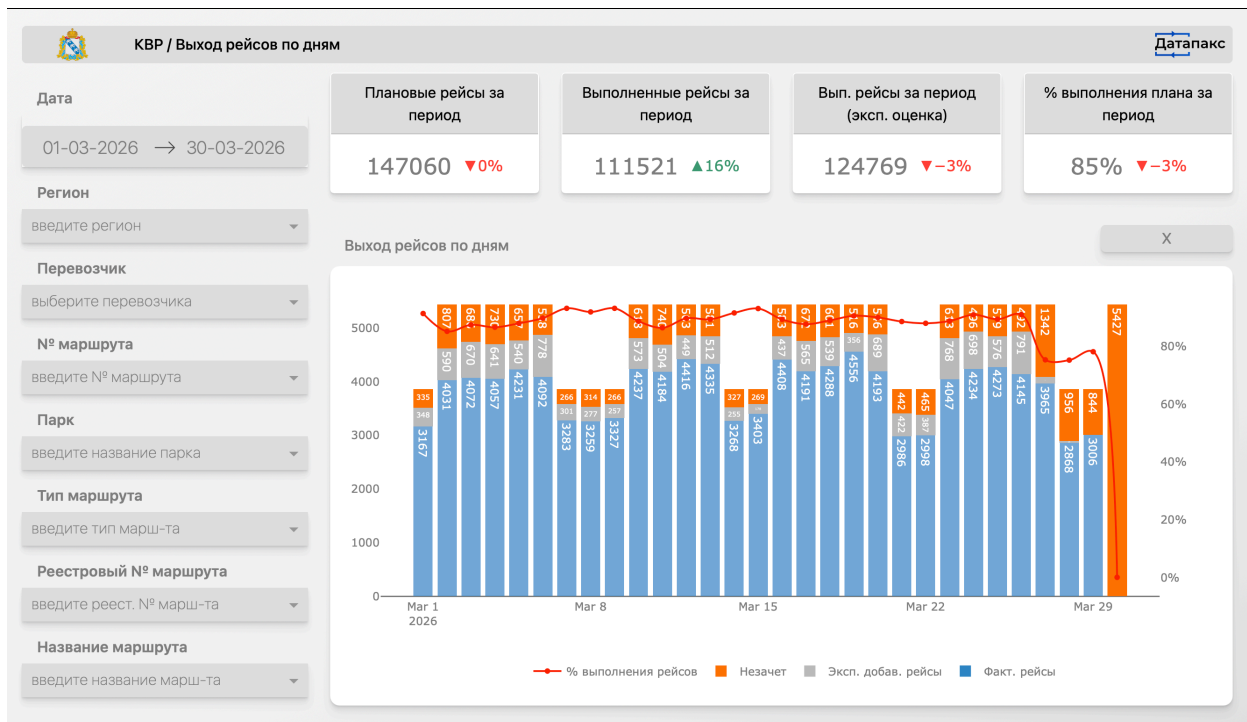 КВР / Выход рейсов по дням
Датапакс
Дата
01-03-2026 → 30-03-2026
Регион
введите регион
Перевозчик
выберите перевозчика
Nº маршрута
введите Nº маршрута
Парк
введите название парка
Тип маршрута
введите тип марш-та
Реестровый Nº маршрута
введите реест. Nº марш-та
Название маршрута
введите название марш-та
Плановые рейсы за
период
147060 ▼0%
Выполненные рейсы за
период
111521 ▲16%
Вып. рейсы за период
(эксп. оценка)
124769 ▼−3%
% выполнения плана за
период
85% ▼−3%
Выход рейсов по дням
X
5000
4000
3000
2000
1000
0
80%
60%
40%
20%
0%
335
348
3167
590
4031
670
4072
641
4057
540
4231
778
4092
266
301
3283
314
277
3259
266
257
3327
573
4237
504
4184
449
4416
512
4335
327
255
3268
269
3403
437
4408
565
4191
539
4288
356
4556
689
4193
442
422
2986
465
387
2998
768
4047
698
4234
576
4273
791
4145
1342
3965
956
2868
844
3006
5427
Mar 1
2026
Mar 8
Mar 15
Mar 22
Mar 29
% выполнения рейсов
Незачет
Эксп. добав. рейсы
Факт. рейсы